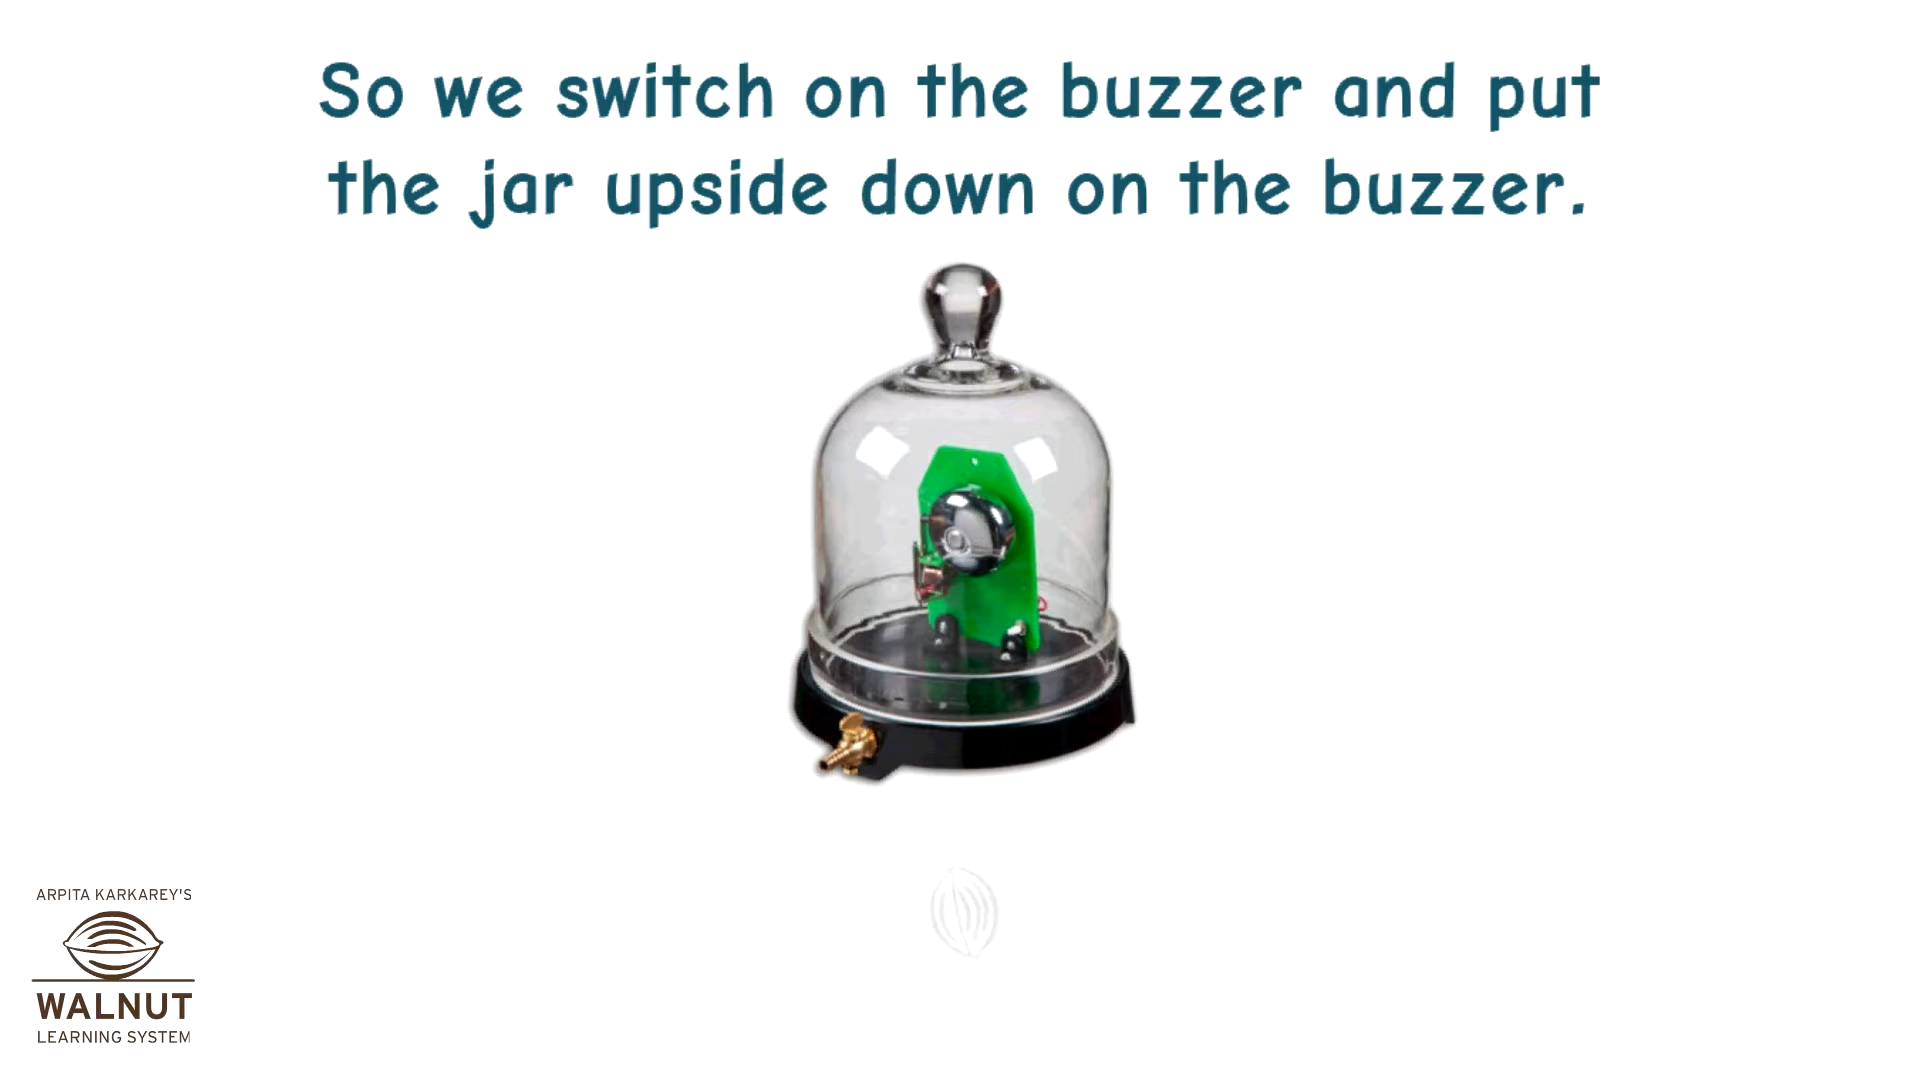 So we switch on the buzzer and put
the jar upside down on the buzzer.
ARPITA KARKAREY'S
WALNUT
LEARNING SYSTEM